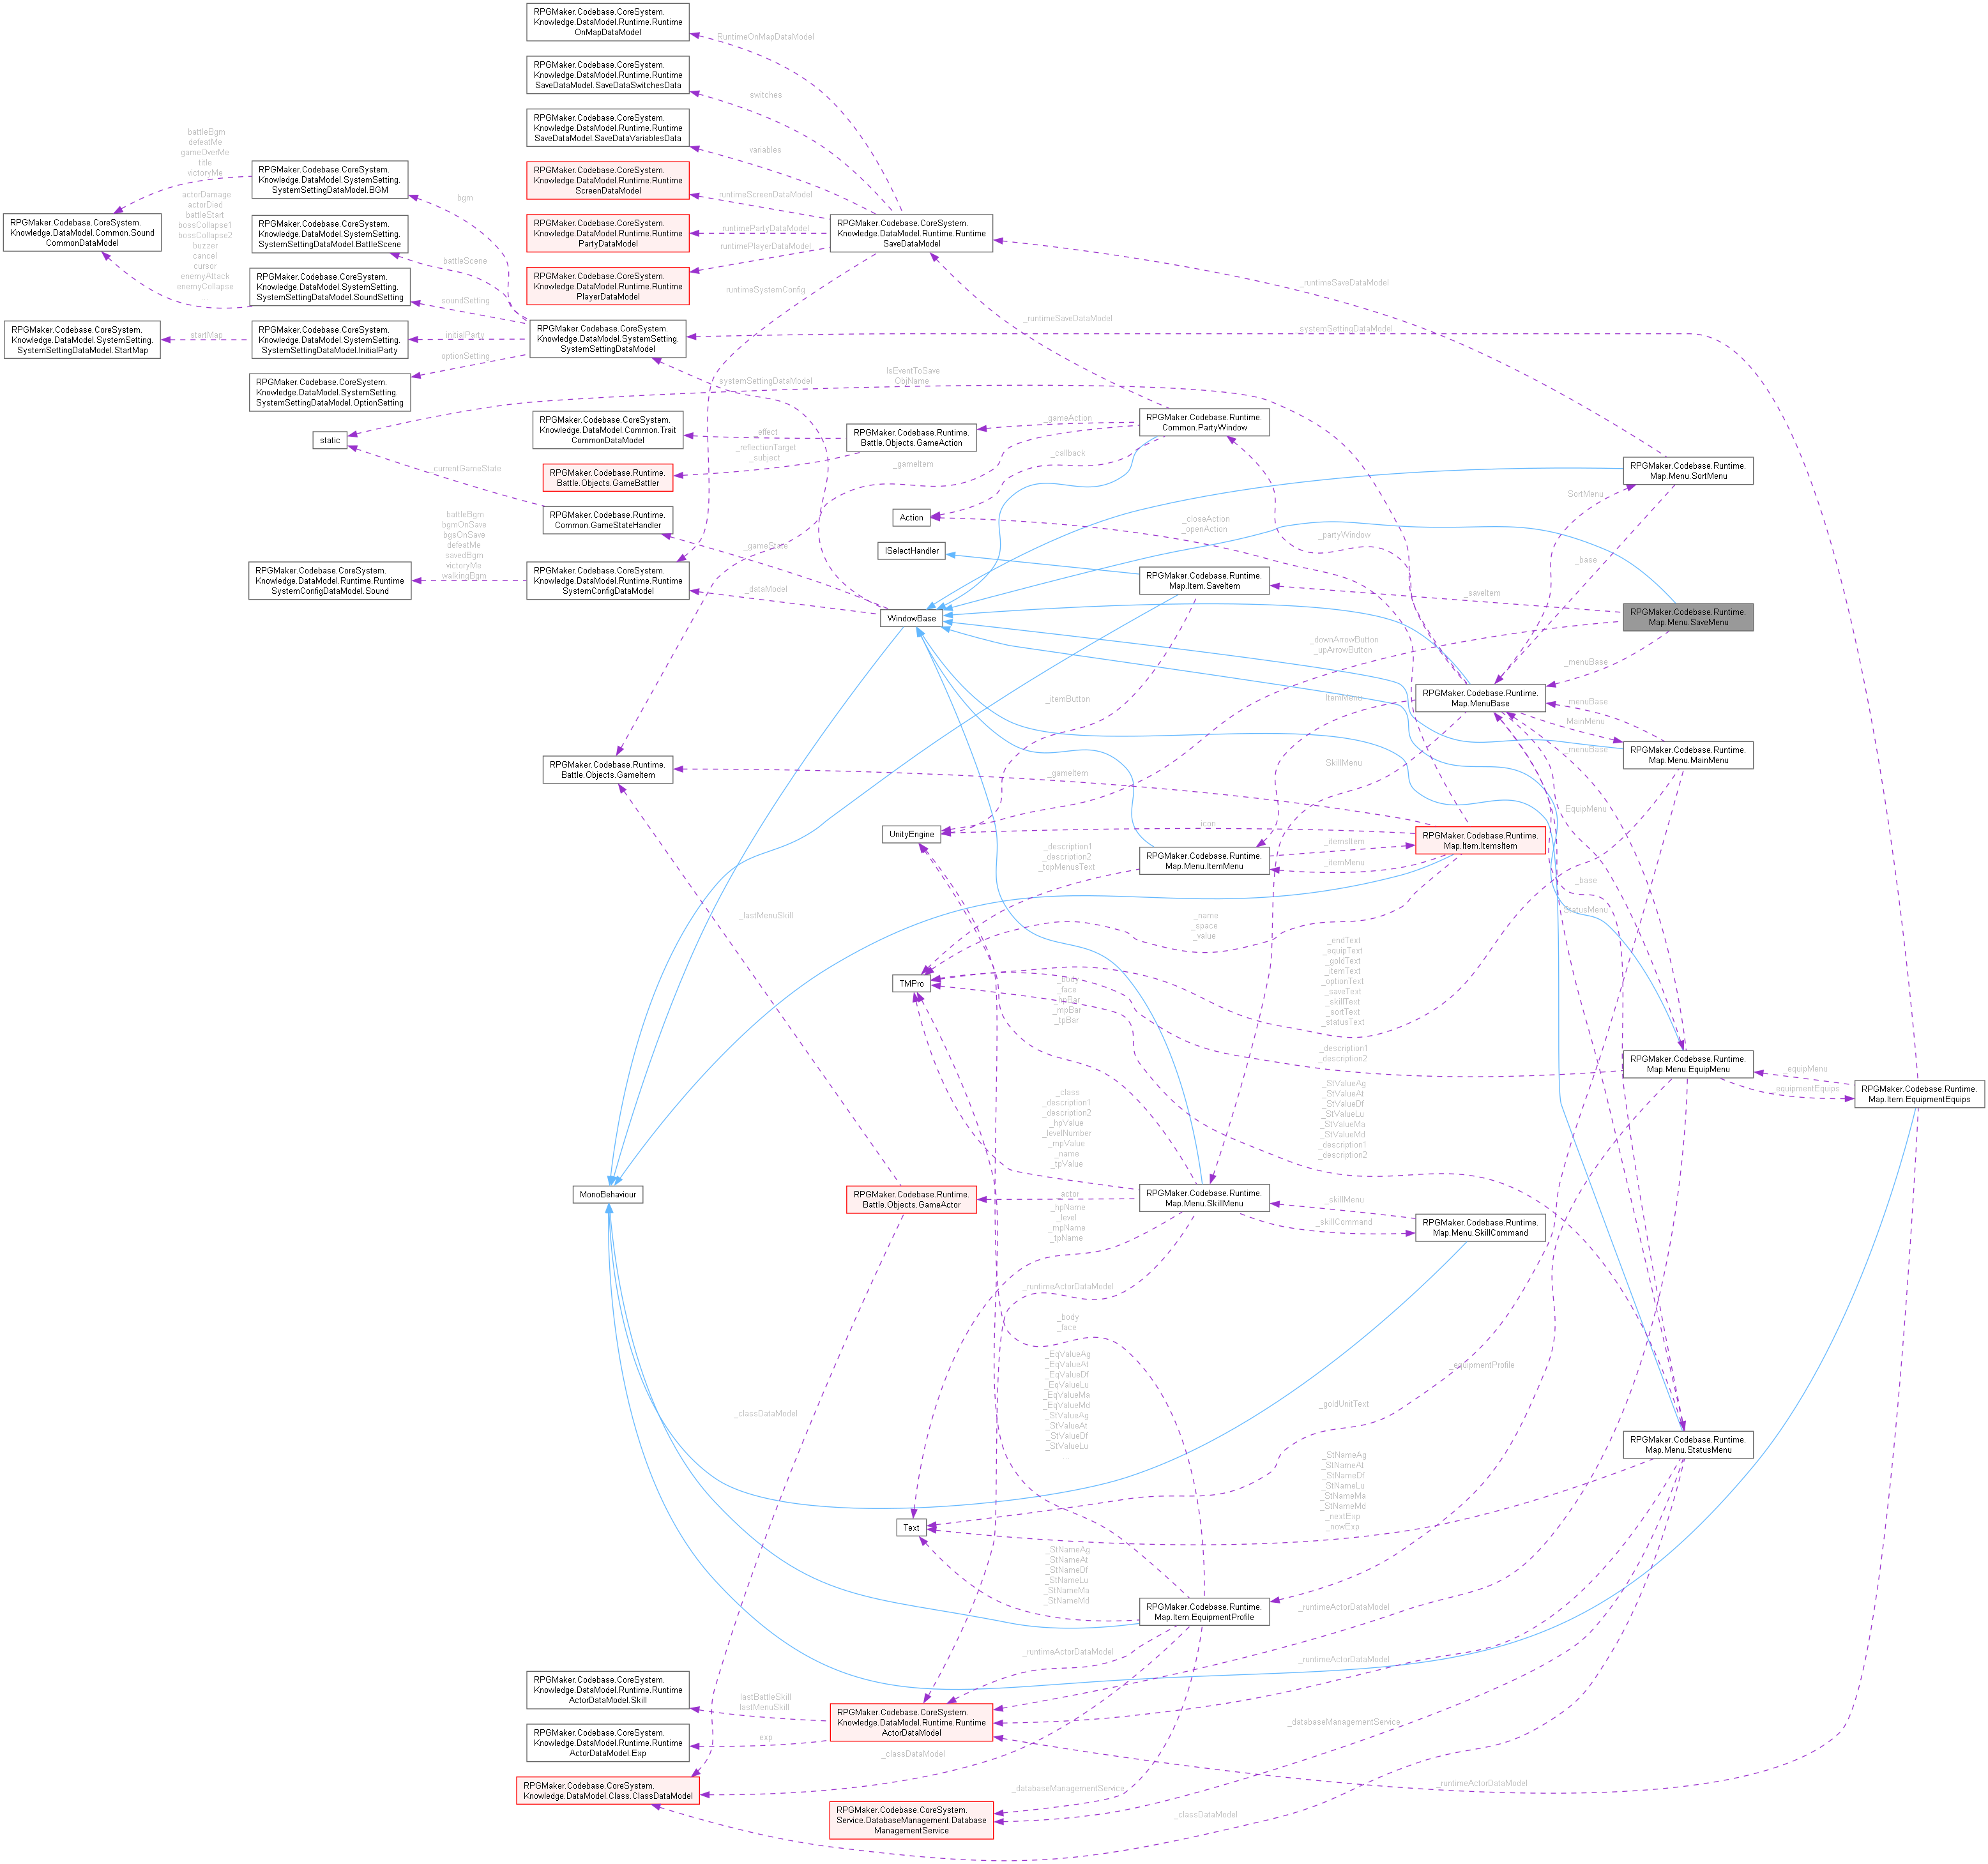 RPGMaker.Codebase.CoreSystem.
Knowledge.DataModel.Runtime.Runtime
OnMapDataModel
RuntimeOnMapDataModel
RPGMaker.Codebase.CoreSystem.
Knowledge.DataModel.Runtime.Runtime
SaveDataModel.SaveDataSwitchesData
switches
RPGMaker.Codebase.CoreSystem.
Knowledge.DataModel.Runtime.Runtime
SaveDataModel.SaveDataVariablesData
variables
RPGMaker.Codebase.CoreSystem.
Knowledge.DataModel.Runtime.Runtime
ScreenDataModel
runtimeScreenDataModel
RPGMaker.Codebase.CoreSystem.
Knowledge.DataModel.Runtime.Runtime
PartyDataModel
runtimePartyDataModel
RPGMaker.Codebase.CoreSystem.
Knowledge.DataModel.Runtime.Runtime
PlayerDataModel
runtimePlayerDataModel
RPGMaker.Codebase.CoreSystem.
Knowledge.DataModel.Runtime.Runtime
SaveDataModel
runtimeSystemConfig
_runtimeSaveDataModel
_runtimeSaveDataModel
battleBgm
defeatMe
gameOverMe
title
victoryMe
actorDamage
actorDied
battleStart
bossCollapse1
bossCollapse2
buzzer
cancel
cursor
enemyAttack
enemyCollapse
...
RPGMaker.Codebase.CoreSystem.
Knowledge.DataModel.Common.Sound
CommonDataModel
RPGMaker.Codebase.CoreSystem.
Knowledge.DataModel.SystemSetting.
SystemSettingDataModel.BGM
bgm
RPGMaker.Codebase.CoreSystem.
Knowledge.DataModel.SystemSetting.
SystemSettingDataModel.BattleScene
battleScene
RPGMaker.Codebase.CoreSystem.
Knowledge.DataModel.SystemSetting.
SystemSettingDataModel.SoundSetting
soundSetting
RPGMaker.Codebase.CoreSystem.
Knowledge.DataModel.SystemSetting.
SystemSettingDataModel.StartMap
startMap
RPGMaker.Codebase.CoreSystem.
Knowledge.DataModel.SystemSetting.
SystemSettingDataModel.InitialParty
initialParty
RPGMaker.Codebase.CoreSystem.
Knowledge.DataModel.SystemSetting.
SystemSettingDataModel
systemSettingDataModel
optionSetting
RPGMaker.Codebase.CoreSystem.
Knowledge.DataModel.SystemSetting.
SystemSettingDataModel.OptionSetting
systemSettingDataModel
IsEventToSave
ObjName
static
currentGameState
RPGMaker.Codebase.CoreSystem.
Knowledge.DataModel.Common.Trait
CommonDataModel
effect
RPGMaker.Codebase.Runtime.
Battle.Objects.GameBattler
_reflectionTarget
_subject
RPGMaker.Codebase.Runtime.
Battle.Objects.GameAction
gameAction
RPGMaker.Codebase.Runtime.
Common.PartyWindow
_gameItem
_callback
RPGMaker.Codebase.Runtime.
Common.GameStateHandler
_gameState
Action
_closeAction
_openAction
_partyWindow
ISelectHandler
RPGMaker.Codebase.Runtime.
Map.Menu.SortMenu
SortMenu
_base
battleBgm
bgmOnSave
bgsOnSave
defeatMe
savedBgm
victoryMe
walkingBgm
RPGMaker.Codebase.CoreSystem.
Knowledge.DataModel.Runtime.Runtime
SystemConfigDataModel.Sound
RPGMaker.Codebase.CoreSystem.
Knowledge.DataModel.Runtime.Runtime
SystemConfigDataModel
_dataModel
WindowBase
RPGMaker.Codebase.Runtime.
Map.Item.SaveItem
_saveItem
RPGMaker.Codebase.Runtime.
Map.Menu.SaveMenu
_downArrowButton
_upArrowButton
_menuBase
_itemButton
RPGMaker.Codebase.Runtime.
Map.MenuBase
ItemMenu
_menuBase
MainMenu
_menuBase
RPGMaker.Codebase.Runtime.
Map.Menu.MainMenu
SkillMenu
RPGMaker.Codebase.Runtime.
Battle.Objects.GameItem
_gameItem
UnityEngine
icon
EquipMenu
RPGMaker.Codebase.Runtime.
Map.Item.ItemsItem
_itemsItem
_itemMenu
RPGMaker.Codebase.Runtime.
Map.Menu.ItemMenu
_description1
_description2
_topMenusText
_base
StatusMenu
_lastMenuSkill
_name
_space
_value
TMPro
_endText
_equipText
_goldText
_itemText
_optionText
_saveText
_skillText
_sortText
_statusText
_body
_face
_hpBar
_mpBar
_tpBar
_description1
_description2
RPGMaker.Codebase.Runtime.
Map.Menu.EquipMenu
_equipMenu
_equipmentEquips
RPGMaker.Codebase.Runtime.
Map.Item.EquipmentEquips
_StValueAg
_StValueAt
_StValueDf
_StValueLu
_StValueMa
_StValueMd
_description1
_description2
_class
_description1
_description2
_hpValue
_levelNumber
_mpValue
_name
_tpValue
MonoBehaviour
RPGMaker.Codebase.Runtime.
Battle.Objects.GameActor
actor
_hpName
_level
_mpName
_tpName
RPGMaker.Codebase.Runtime.
Map.Menu.SkillMenu
_skillMenu
_skillCommand
RPGMaker.Codebase.Runtime.
Map.Menu.SkillCommand
_runtimeActorDataModel
_body
_face
_EqValueAg
_EqValueAt
_EqValueDf
_EqValueLu
_EqValueMa
_EqValueMd
_StValueAg
_StValueAt
_StValueDf
_StValueLu
...
_equipmentProfile
_goldUnitText
_classDataModel
RPGMaker.Codebase.Runtime.
Map.Menu.StatusMenu
_StNameAg
_StNameAt
_StNameDf
_StNameLu
_StNameMa
_StNameMd
_nextExp
_nowExp
Text
_StNameAg
_StNameAt
_StNameDf
_StNameLu
_StNameMa
_StNameMd
RPGMaker.Codebase.Runtime.
Map.Item.EquipmentProfile
_runtimeActorDataModel
_runtimeActorDataModel
_runtimeActorDataModel
RPGMaker.Codebase.CoreSystem.
Knowledge.DataModel.Runtime.Runtime
ActorDataModel.Skill
lastBattleSkill
lastMenuSkill
RPGMaker.Codebase.CoreSystem.
Knowledge.DataModel.Runtime.Runtime
ActorDataModel
RPGMaker.Codebase.CoreSystem.
Knowledge.DataModel.Runtime.Runtime
ActorDataModel.Exp
exp
_databaseManagementService
_classDataModel
RPGMaker.Codebase.CoreSystem.
Knowledge.DataModel.Class.ClassDataModel
_databaseManagementService
runtimeActorDataModel
RPGMaker.Codebase.CoreSystem.
Service.DatabaseManagement.Database
ManagementService
_classDataModel